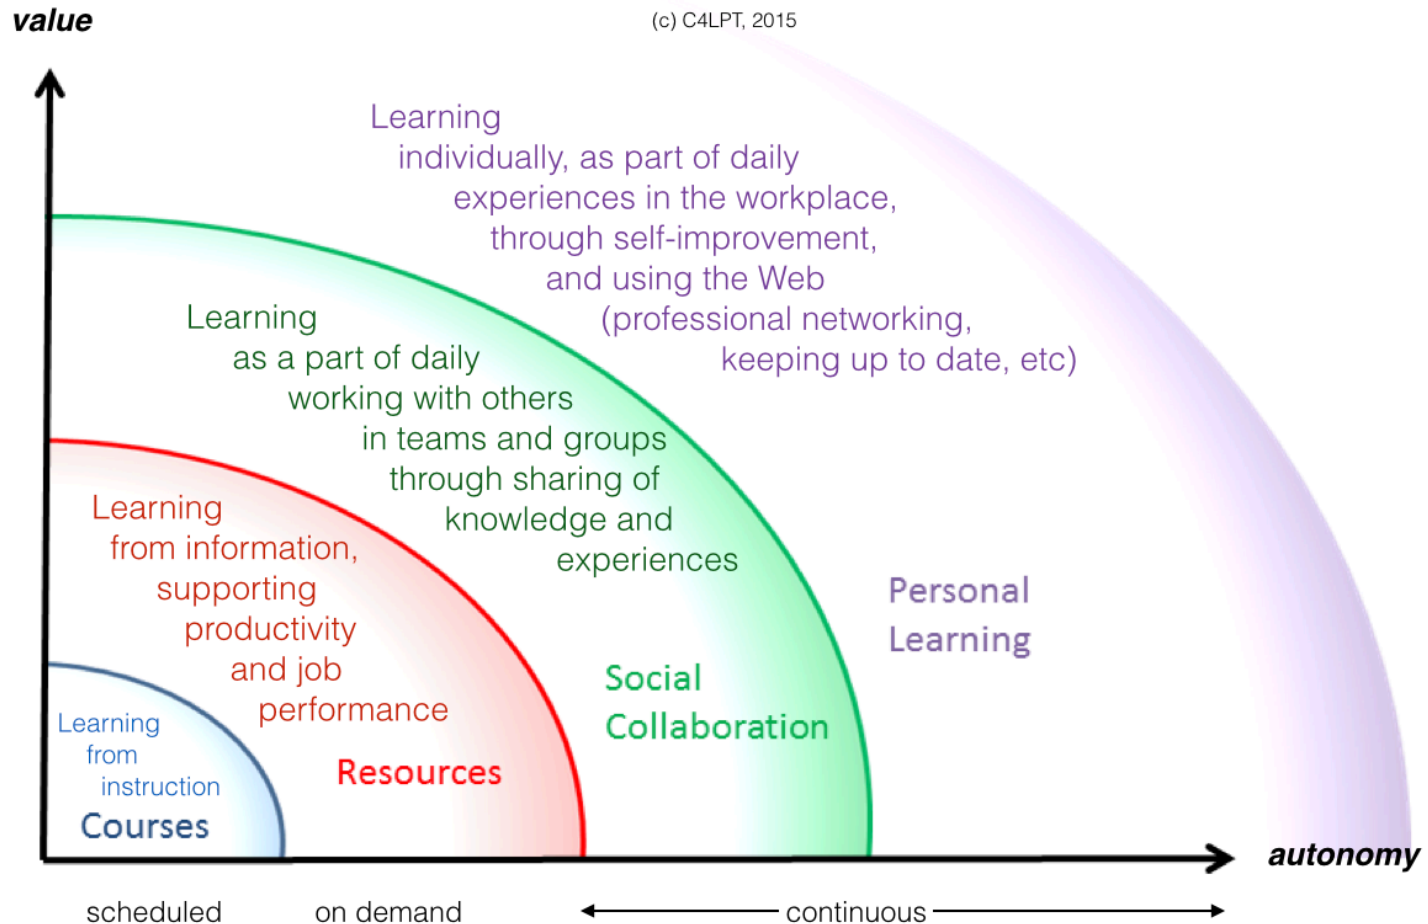 value
(c) C4LPT, 2015
Learning
individually, as part of daily
experiences in the workplace,
through self-improvement,
and using the Web
(professional networking,
keeping up to date, etc)
Learning
as a part of daily
working with others
in teams and groups
through sharing of
knowledge and
experiences
Learning
from information,
supporting
productivity
and job
performance
Personal
Learning
Social
Collaboration
Learning
from
instruction
Resources
Courses
autonomy
scheduled
on demand
continuous